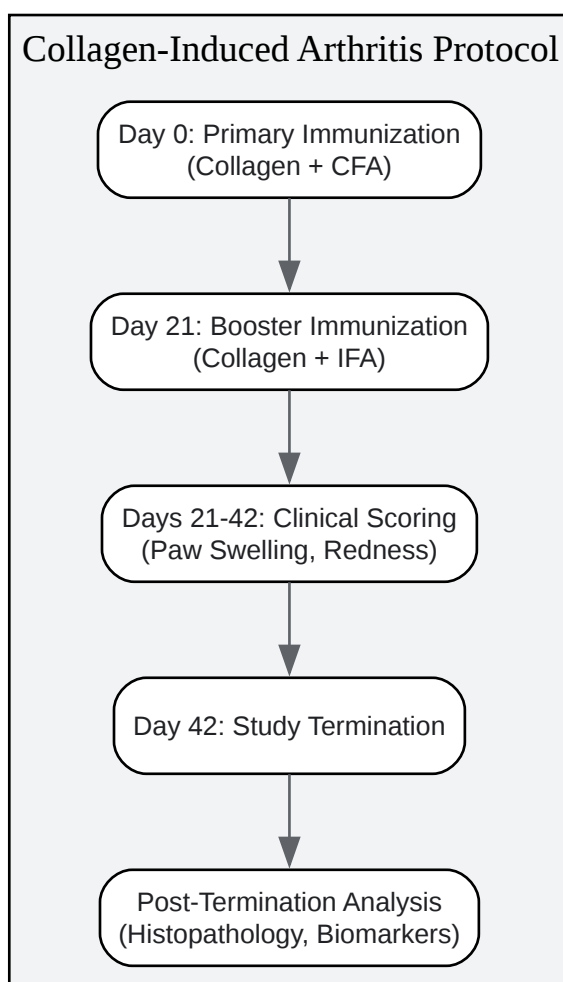 Collagen-Induced Arthritis Protocol
Day 0: Primary Immunization
(Collagen + CFA)
Day 21: Booster Immunization
(Collagen + IFA)
Days 21-42: Clinical Scoring
(Paw Swelling, Redness)
Day 42: Study Termination
Post-Termination Analysis
(Histopathology, Biomarkers)